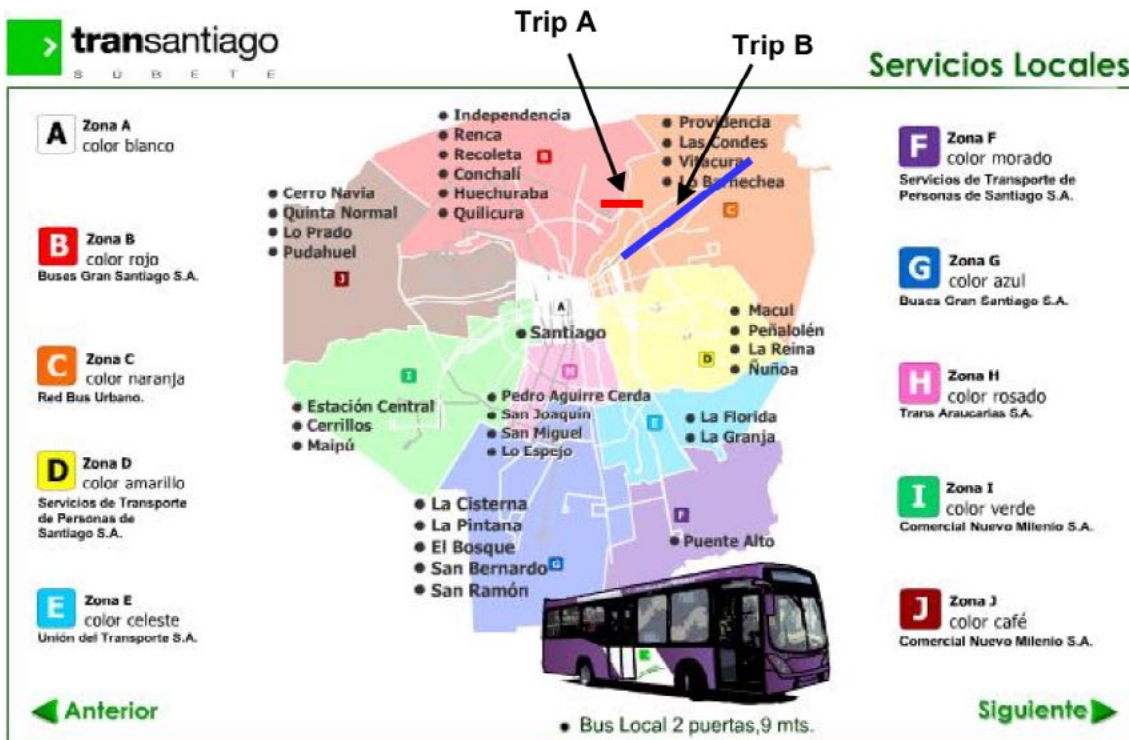 Trip A
Trip B
transantiago
SÚBETE
Servicios Locales
A
Zona A
color blanco
B
Zona B
color rojo
Buses Gran Santiago S.A.
C
Zona C
color naranja
Red Bus Urbano.
D
Zona D
color amarillo
Servicios de Transporte
de Personas de
Santiago S.A.
E
Zona E
color celeste
Unión del Transporte S.A.
• Independencia
• Renca
• Recoleta
• Conchalí
• Huechuraba
• Quilicura
B
• Providencia
• Las Condes
• Vitacura
• Lo Barnechea
C
• Cerro Navia
• Quinta Normal
• Lo Prado
• Pudahuel
J
A
• Santiago
• Macul
• Peñalolén
• La Reina
• Ñuñoa
D
I
• Estación Central
• Cerrillos
• Maipú
H
• Pedro Aguirre Cerda
• San Joaquín
• San Miguel
• Lo Espejo
E
• La Florida
• La Granja
• La Cisterna
• La Pintana
• El Bosque
• San Bernardo
• San Ramón
G
F
• Puente Alto
F
Zona F
color morado
Servicios de Transporte de
Personas de Santiago S.A.
G
Zona G
color azul
Buses Gran Santiago S.A.
H
Zona H
color rosado
Trans Araucarias S.A.
I
Zona I
color verde
Comercial Nuevo Milenio S.A.
J
Zona J
color café
Comercial Nuevo Milenio S.A.
Anterior
• Bus Local 2 puertas,9 mts.
Siguiente